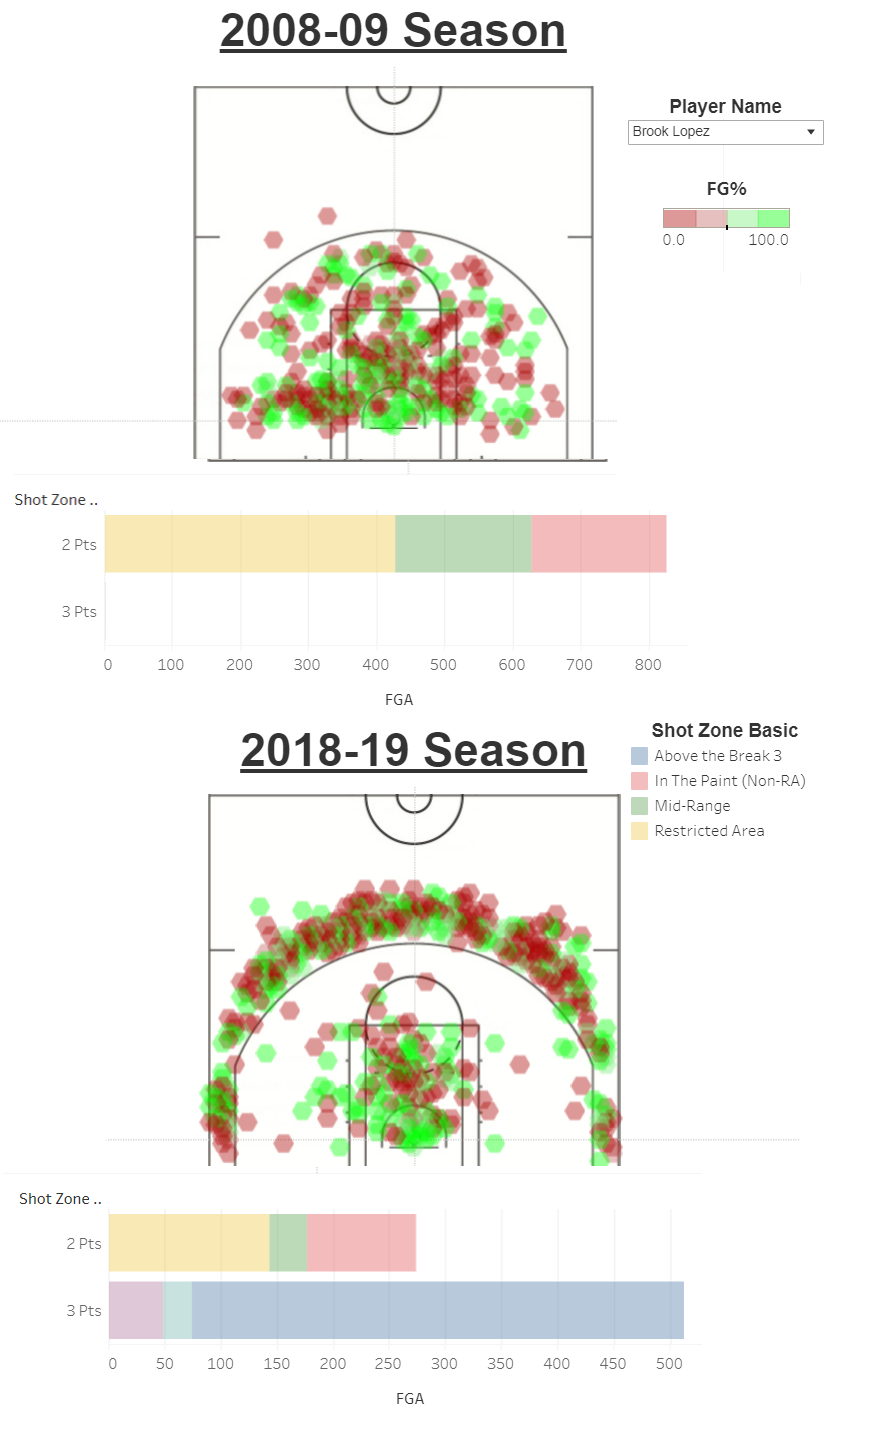 2008-09 Season
Player Name
Brook Lopez
FG%
0.0 100.0
Shot Zone ..
2 Pts
3 Pts
0 100 200 300 400 500 600 700 800
FGA
2018-19 Season
Shot Zone Basic
Above the Break 3
In The Paint (Non-RA)
Mid-Range
Restricted Area
Shot Zone ..
2 Pts
3 Pts
0 50 100 150 200 250 300 350 400 450 500
FGA